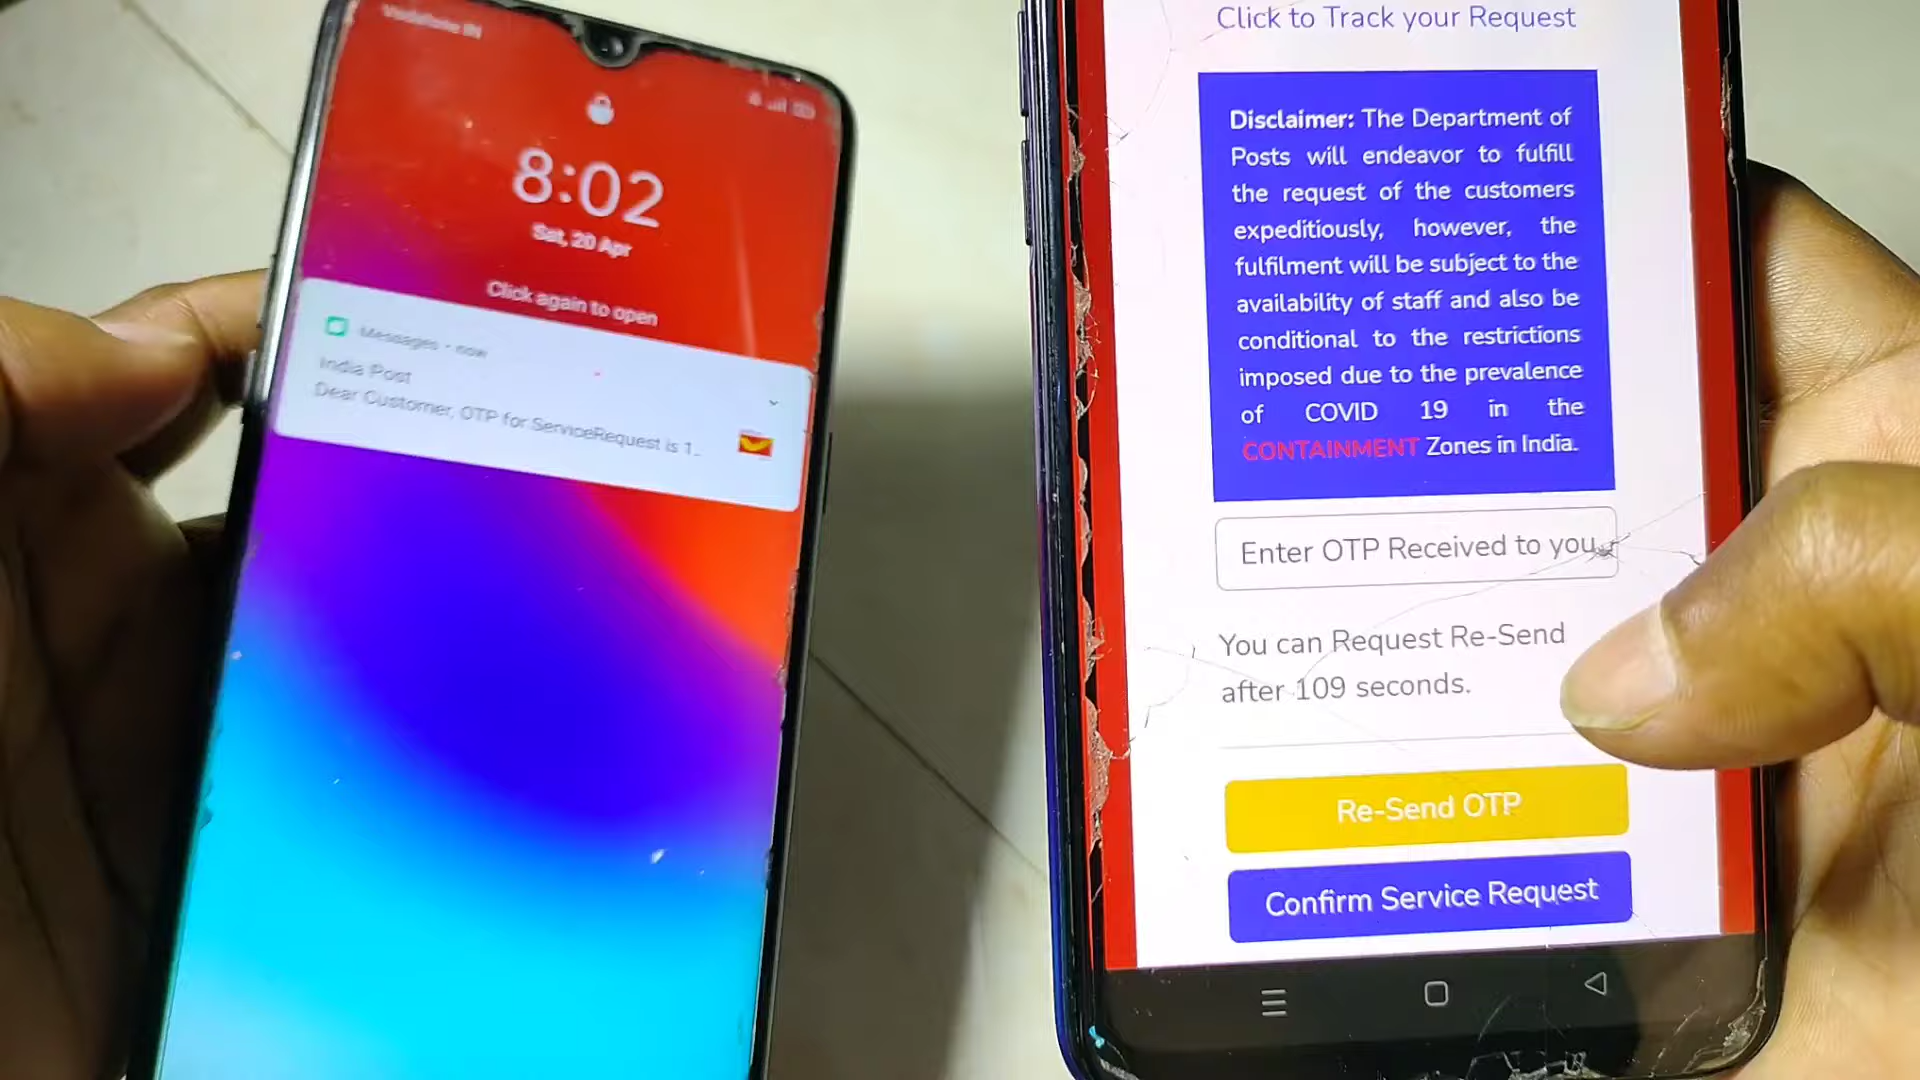 Vodafone IN
8:02
Sat, 20 Apr
Click again to open
Messages • now
India Post
Dear Customer, OTP for ServiceRequest is 1..
Click to Track your Request
Disclaimer: The Department of
Posts will endeavor to fulfill
the request of the customers
expeditiously, however, the
fulfilment will be subject to the
availability of staff and also be
conditional to the restrictions
imposed due to the prevalence
of COVID 19 in the
CONTAINMENT Zones in India.
Enter OTP Received to you
You can Request Re-Send
after 109 seconds.
Re-Send OTP
Confirm Service Request